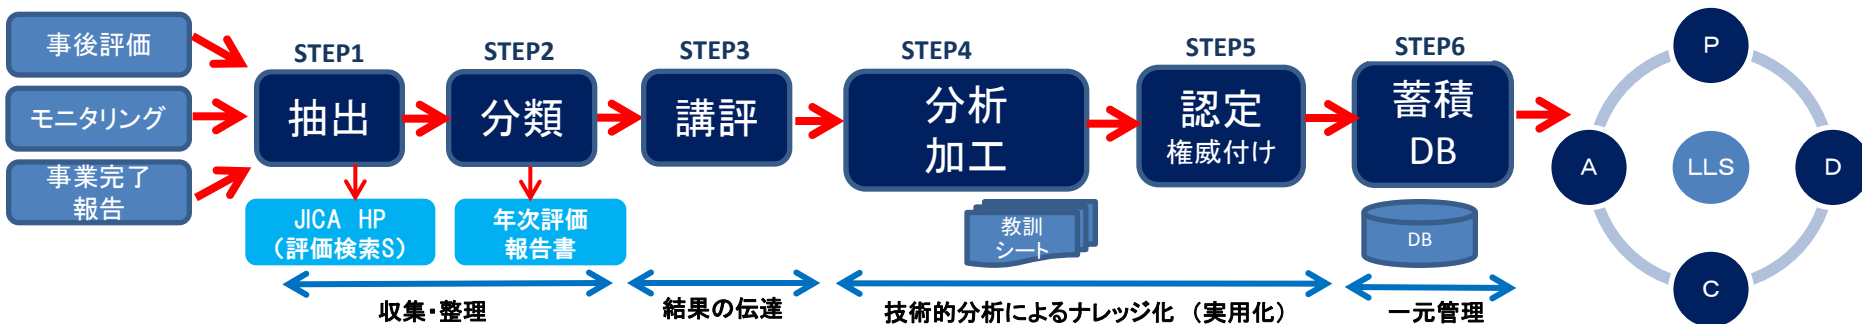 事後評価
モニタリング
事業完了
報告
STEP1
抽出
JICA HP
（評価検索S）
STEP2
分類
年次評価
報告書
収集・整理
STEP3
講評
結果の伝達
STEP4
分析
加工
教訓
シート
STEP5
認定
権威付け
技術的分析によるナレッジ化 （実用化）
STEP6
蓄積
DB
DB
一元管理
P
A
LLS
D
C